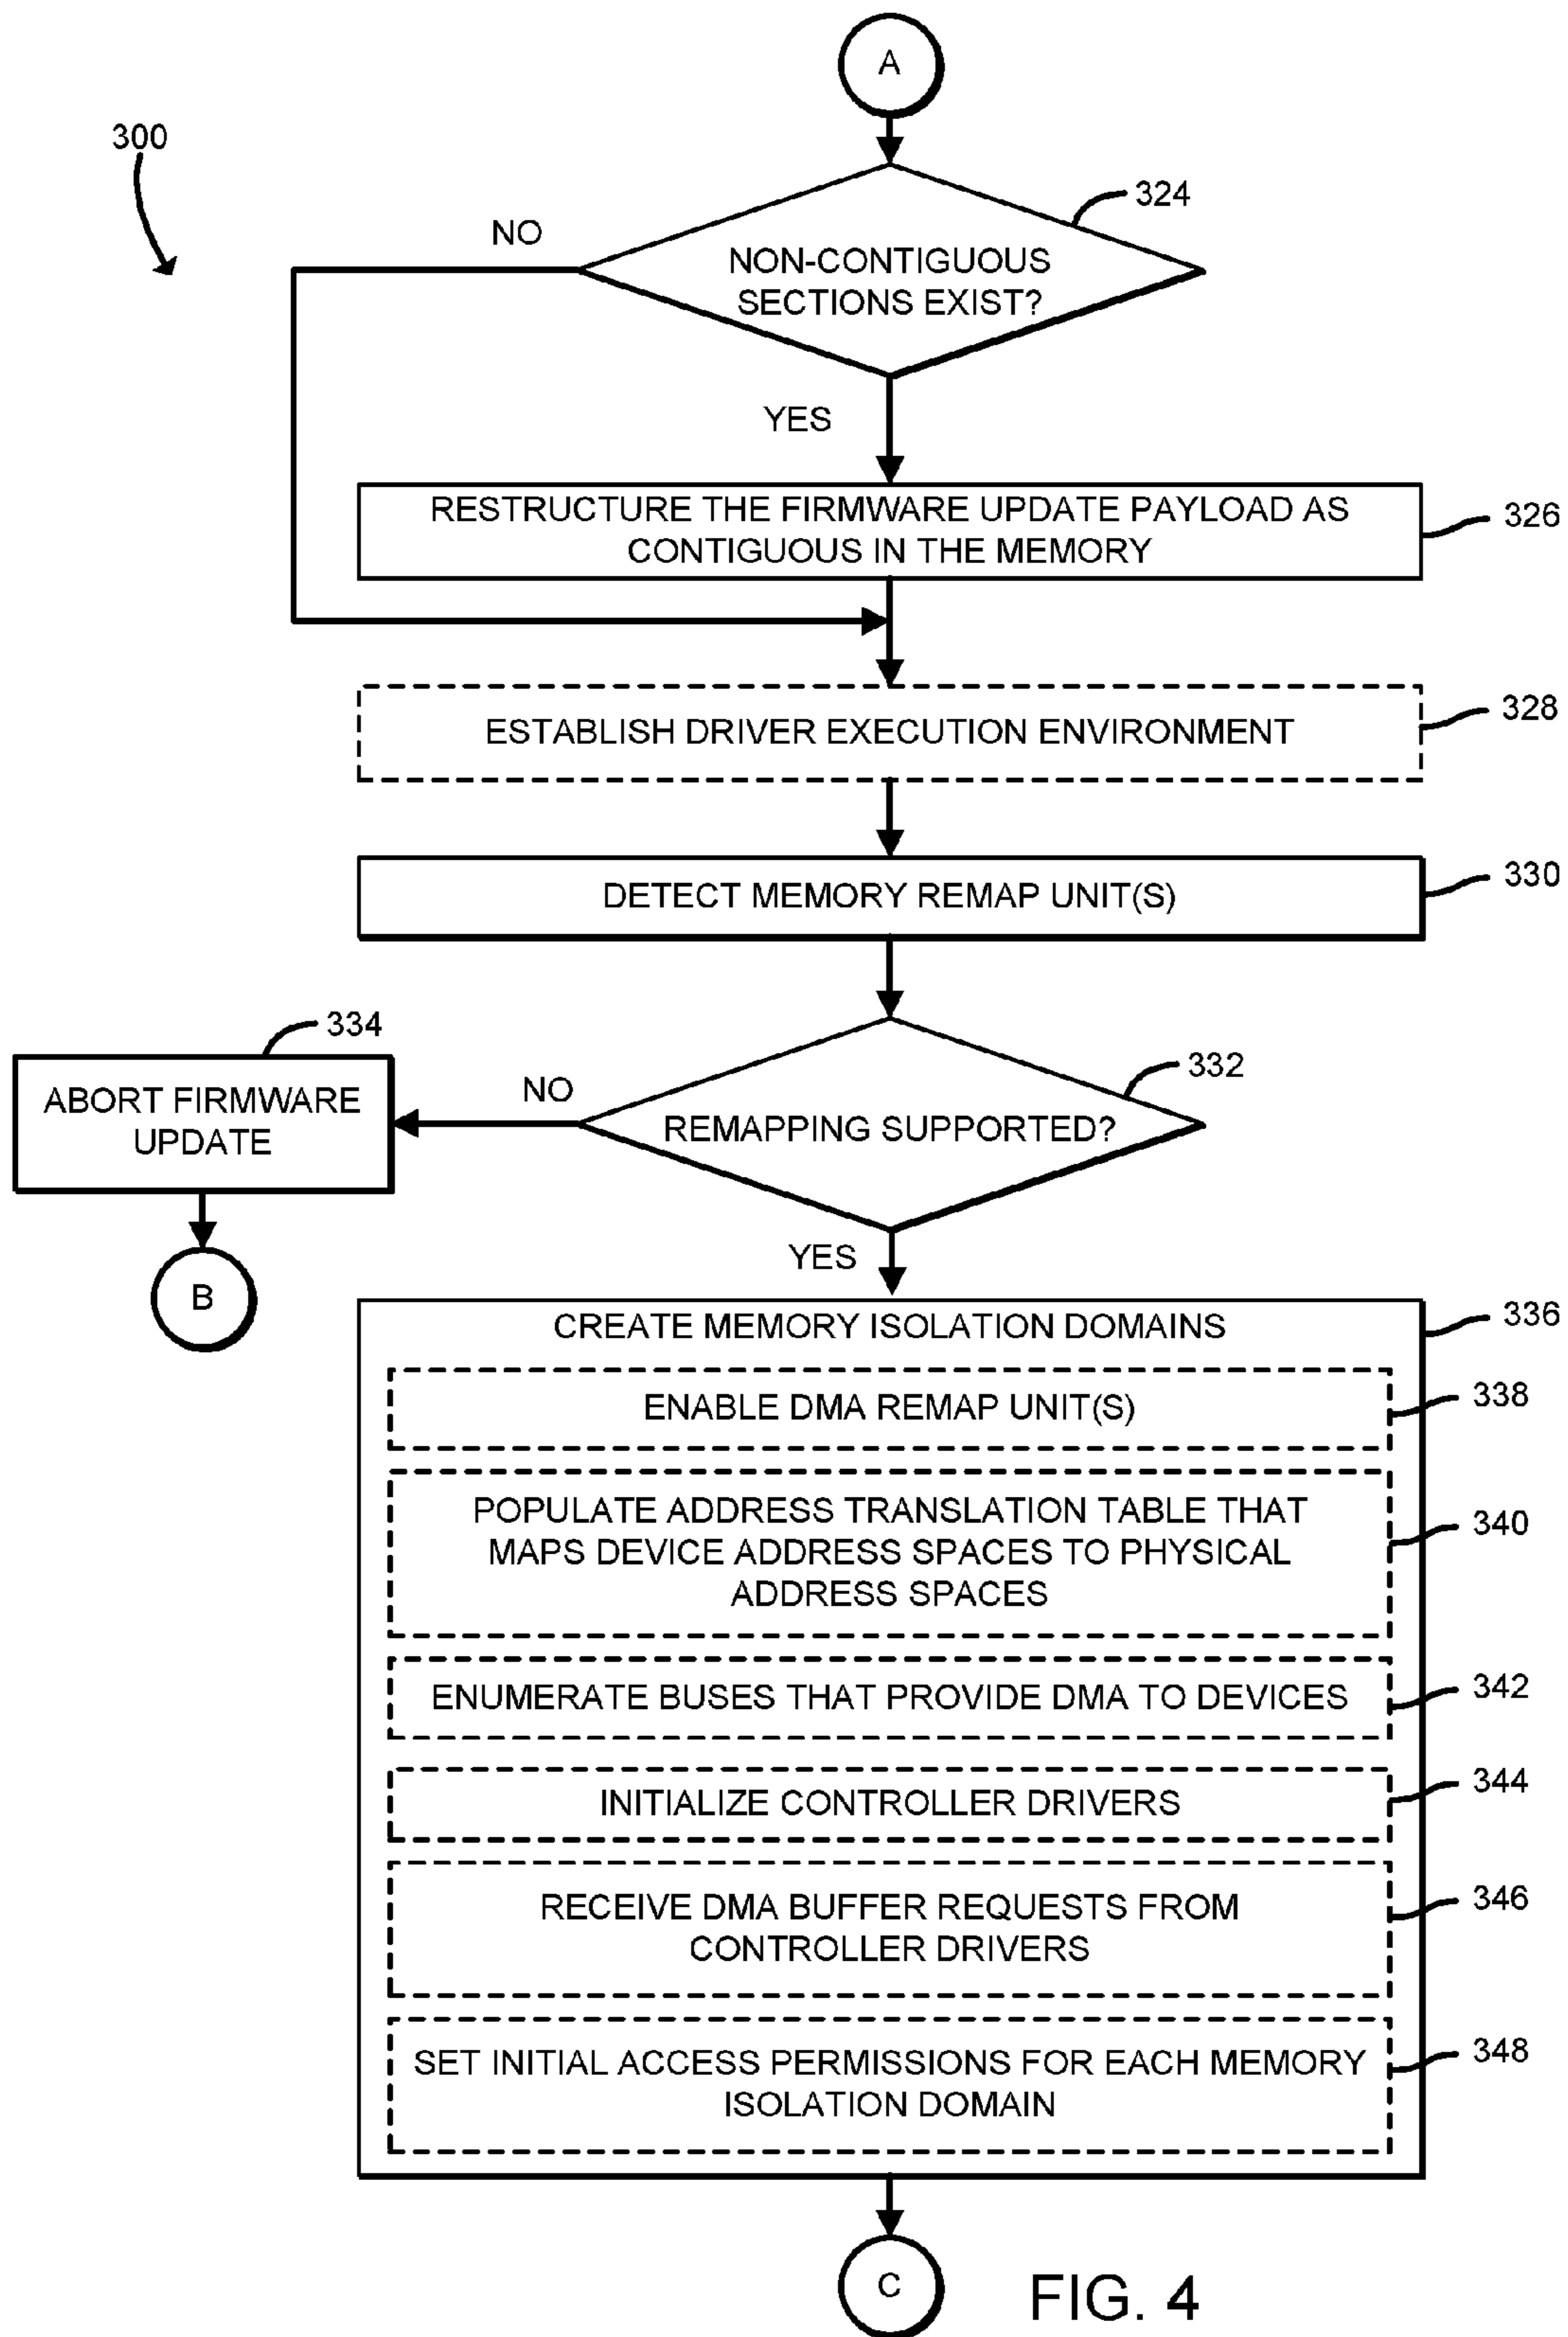 A
300
324
NO
NON-CONTIGUOUS
SECTIONS EXIST?
YES
RESTRUCTURE THE FIRMWARE UPDATE PAYLOAD AS
CONTIGUOUS IN THE MEMORY
326
ESTABLISH DRIVER EXECUTION ENVIRONMENT
328
DETECT MEMORY REMAP UNIT(S)
330
334
ABORT FIRMWARE
UPDATE
NO
332
REMAPPING SUPPORTED?
YES
B
CREATE MEMORY ISOLATION DOMAINS
336
ENABLE DMA REMAP UNIT(S)
338
POPULATE ADDRESS TRANSLATION TABLE THAT
MAPS DEVICE ADDRESS SPACES TO PHYSICAL
ADDRESS SPACES
340
ENUMERATE BUSES THAT PROVIDE DMA TO DEVICES
342
INITIALIZE CONTROLLER DRIVERS
344
RECEIVE DMA BUFFER REQUESTS FROM
CONTROLLER DRIVERS
346
SET INITIAL ACCESS PERMISSIONS FOR EACH MEMORY
ISOLATION DOMAIN
348
C
FIG. 4